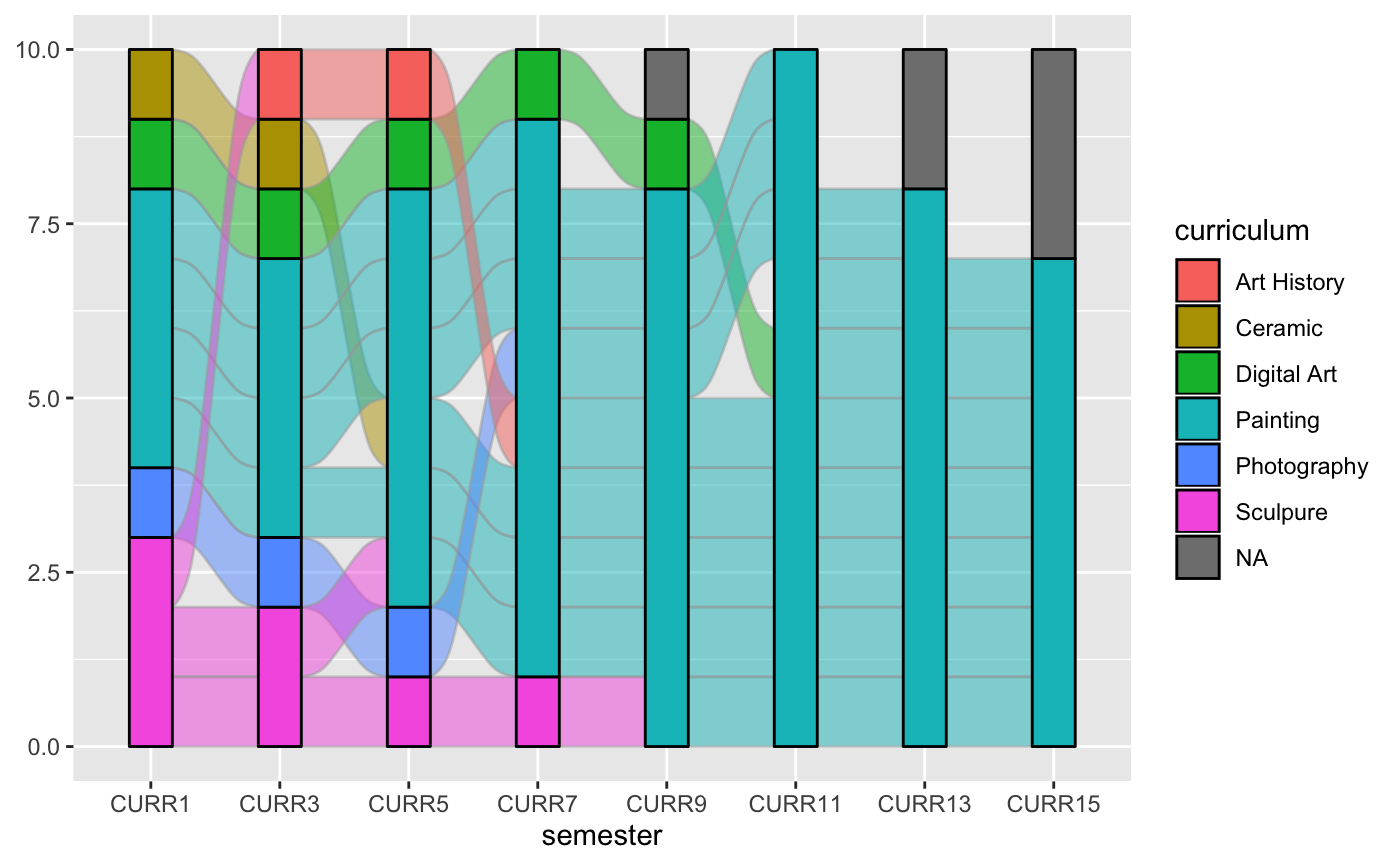 10.0
7.5
5.0
2.5
0.0
CURR1 CURR3 CURR5 CURR7 CURR9 CURR11 CURR13 CURR15
semester
curriculum
Art History
Ceramic
Digital Art
Painting
Photography
Sculpure
NA